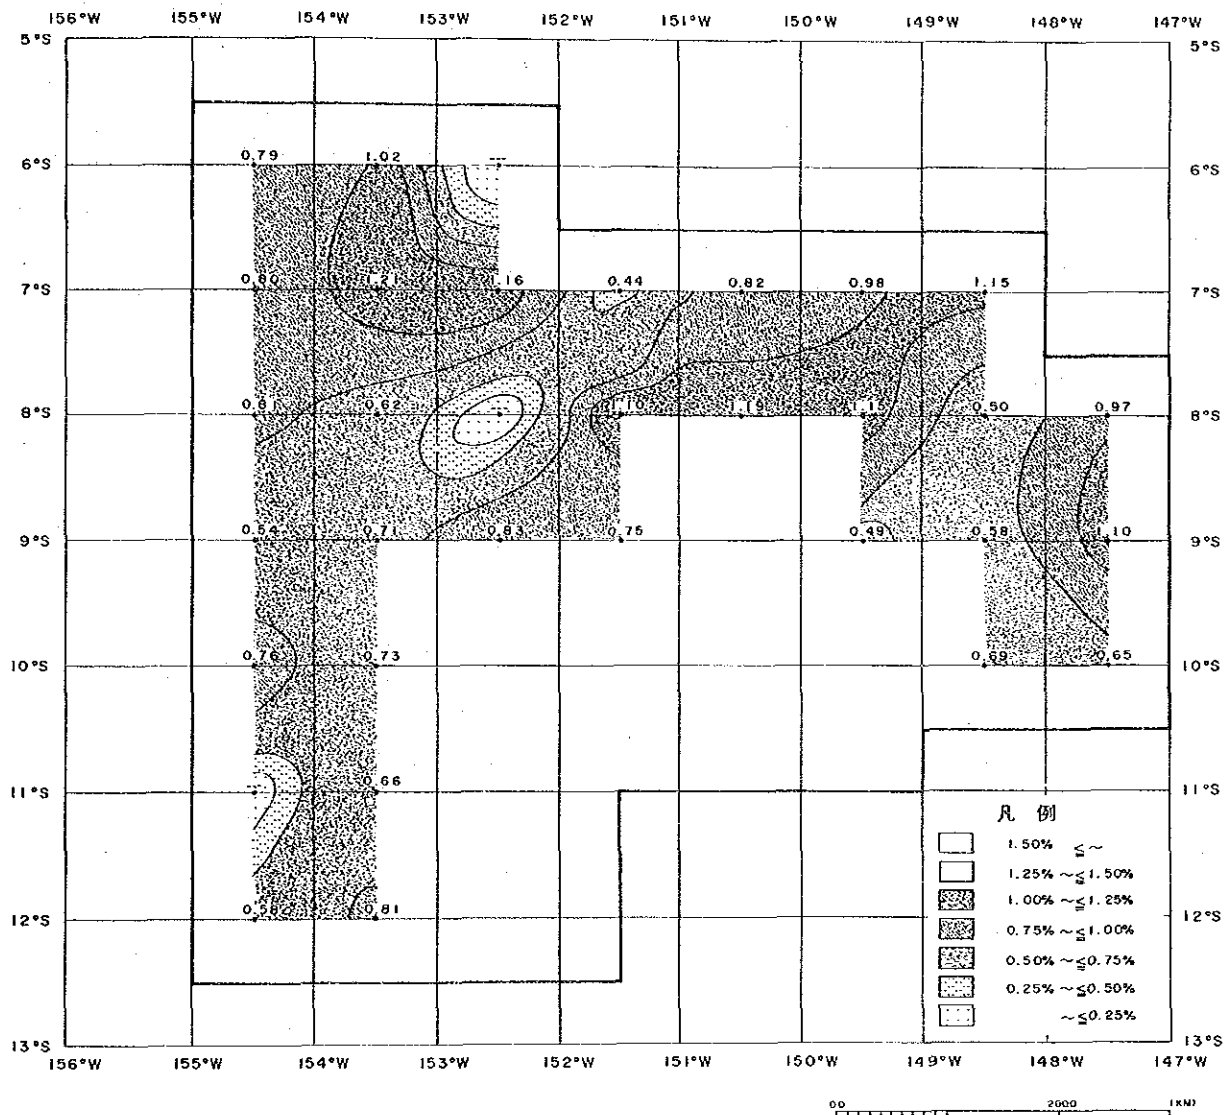 156°W 155°W 154°W 153°W 152°W 151°W 150°W 149°W 148°W 147°W
5°S 5°S
6°S 0.79 1.02 -- 6°S
7°S 0.80 1.21 1.16 0.44 0.82 0.98 1.15 7°S
8°S 0.81 0.62 1.10 1.19 0.50 0.97 8°S
9°S 0.54 0.71 0.83 0.75 0.49 0.58 1.10 9°S
10°S 0.76 0.73 0.69 0.65 10°S
11°S 0.66 11°S
凡 例
1.50% ≦~
1.25% ~≦1.50%
1.00% ~≦1.25%
0.75% ~≦1.00%
0.50% ~≦0.75%
0.25% ~≦0.50%
~≦0.25%
12°S 0.58 0.81 12°S
13°S 13°S
156°W 155°W 154°W 153°W 152°W 151°W 150°W 149°W 148°W 147°W
00 2000 (KM)